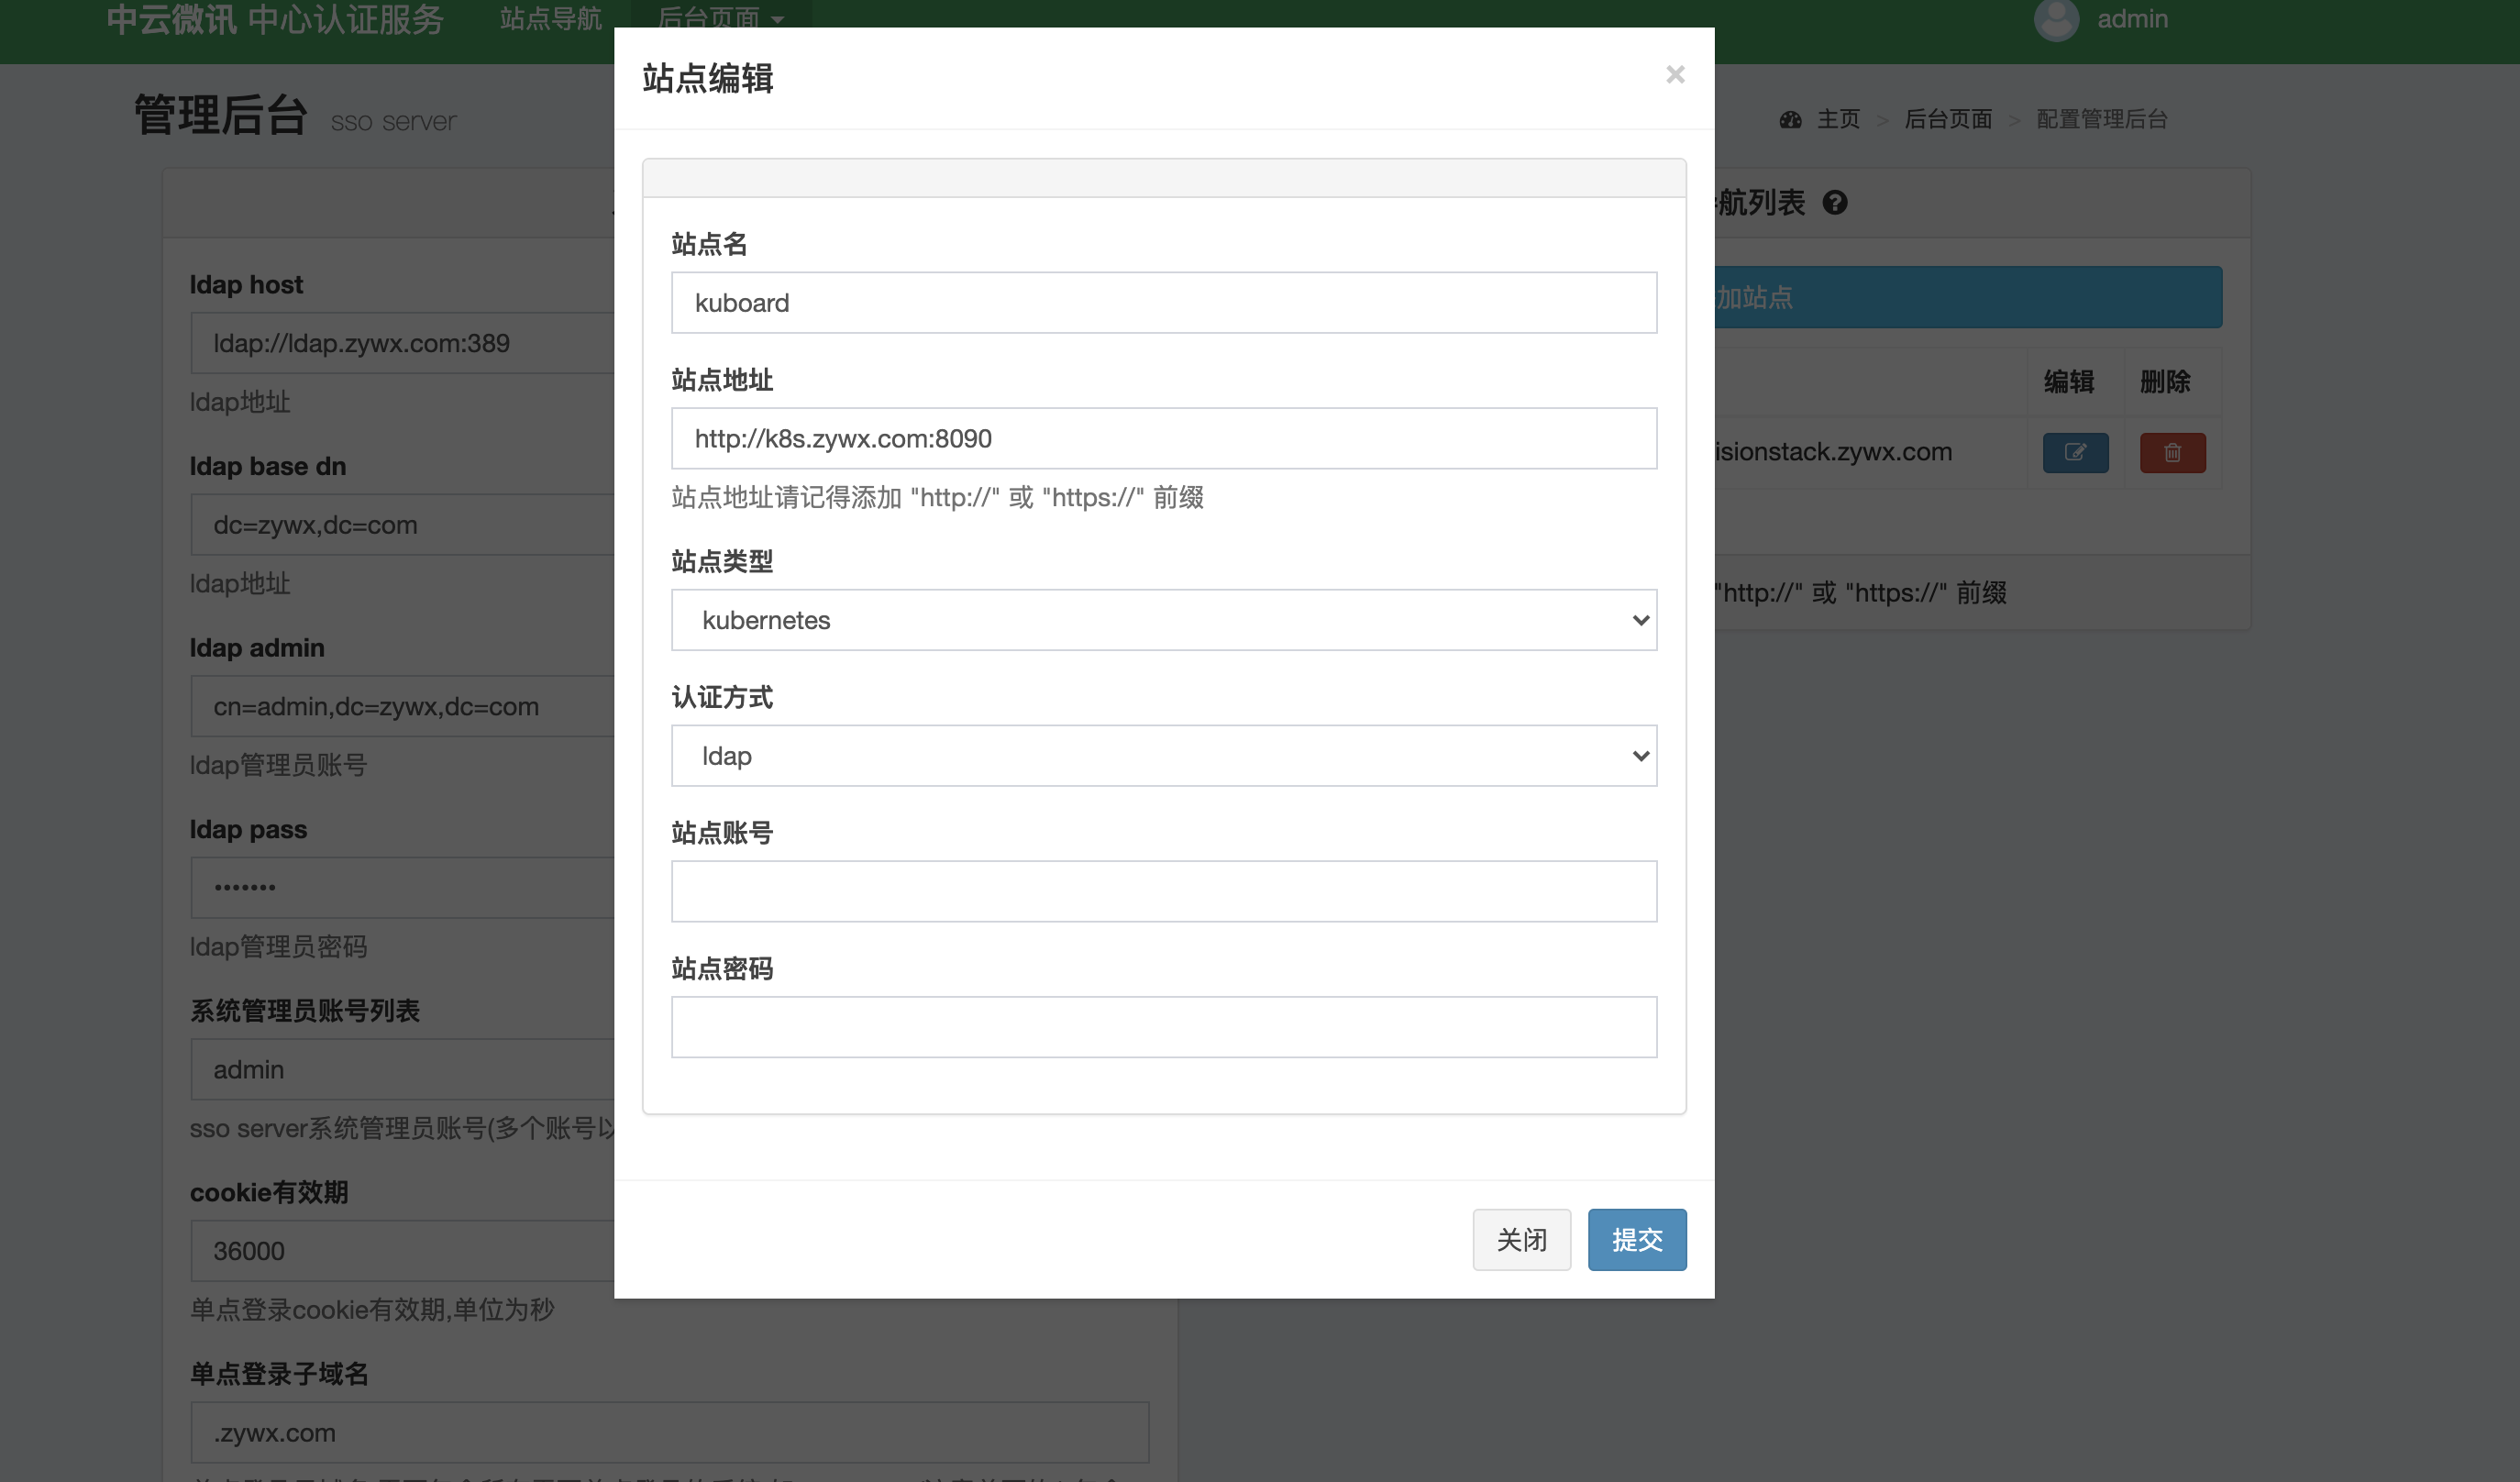 中云微讯 中心认证服务 站点导航 后台页面 admin
管理后台 sso server
主页 > 后台页面 > 配置管理后台
站点编辑 ×
站点名
kuboard
站点地址
http://k8s.zywx.com:8090
站点地址请记得添加 "http://" 或 "https://" 前缀
站点类型
kubernetes
认证方式
ldap
站点账号
站点密码
关闭 提交
ldap host
ldap://ldap.zywx.com:389
ldap地址
ldap base dn
dc=zywx,dc=com
ldap地址
ldap admin
cn=admin,dc=zywx,dc=com
ldap管理员账号
ldap pass
•••••••
ldap管理员密码
系统管理员账号列表
admin
sso server系统管理员账号(多个账号以
cookie有效期
36000
单点登录cookie有效期,单位为秒
单点登录子域名
.zywx.com
航列表
加站点
编辑 删除
isionstack.zywx.com
"http://" 或 "https://" 前缀